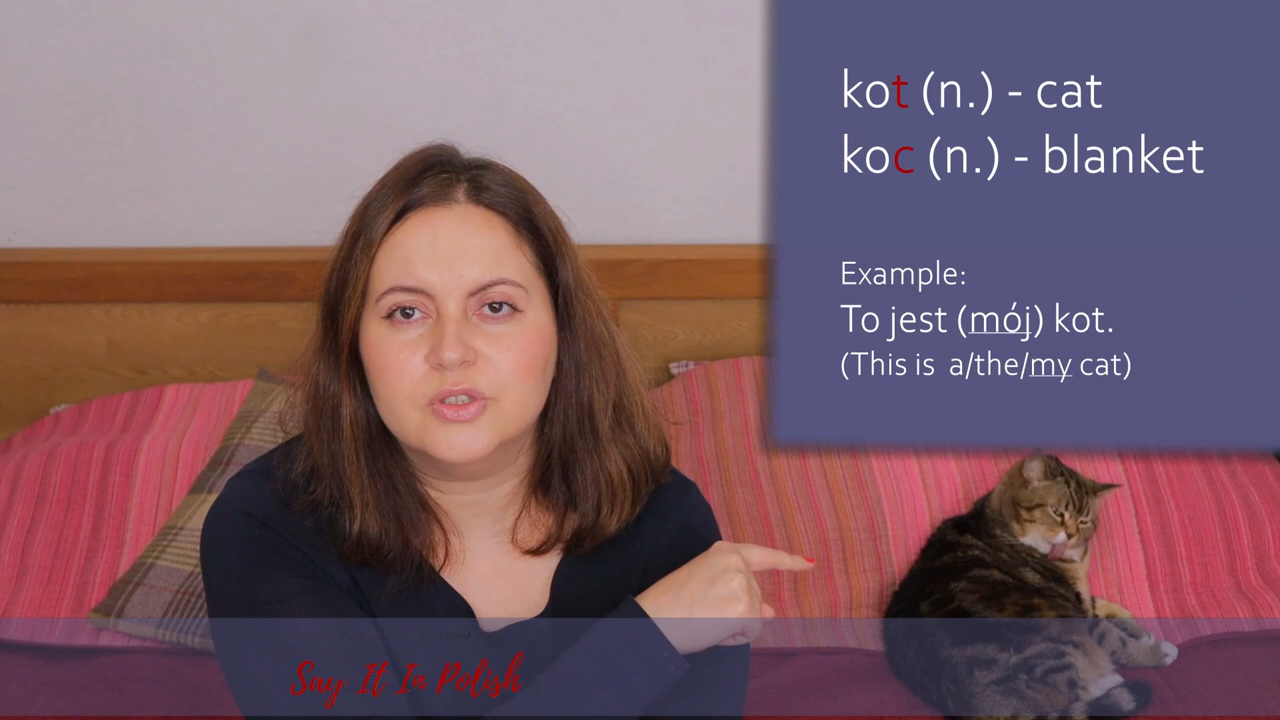 kot (n.) - cat
koc (n.) - blanket
Example:
To jest (mój) kot.
(This is a/the/my cat)
Say It In Polish